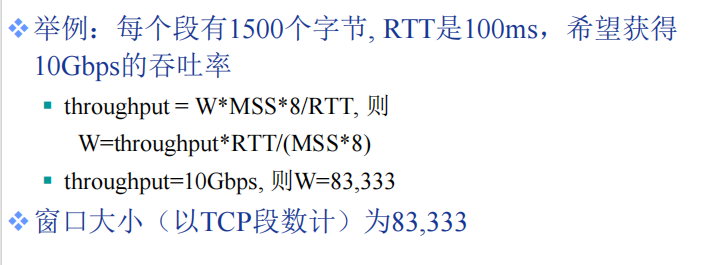 举例：每个段有1500个字节, RTT是100ms，希望获得
10Gbps的吞吐率
throughput = W*MSS*8/RTT, 则
W=throughput*RTT/(MSS*8)
throughput=10Gbps, 则W=83,333
窗口大小（以TCP段数计）为83,333